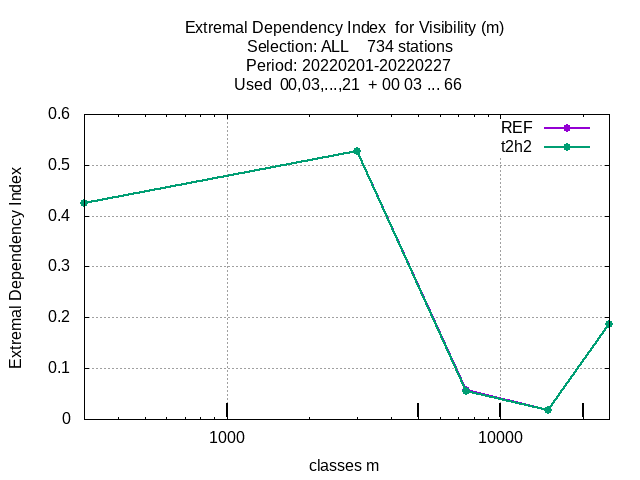 Extremal Dependency Index  for Visibility (m)
Selection: ALL    734 stations
Period: 20220201-20220227
Used  00,03,...,21  + 00 03 ... 66
REF
t2h2
Extremal Dependency Index
0.6
0.5
0.4
0.3
0.2
0.1
0
1000
10000
classes m